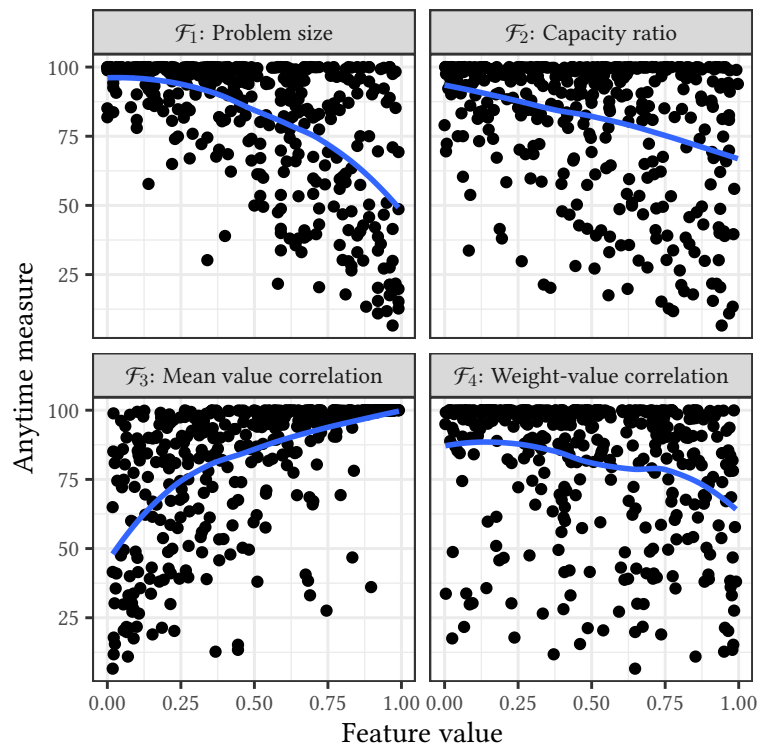 ℱ₁: Problem size
ℱ₂: Capacity ratio
100
75
50
25
ℱ₃: Mean value correlation
ℱ₄: Weight-value correlation
100
75
50
25
0.00 0.25 0.50 0.75 1.00
0.00 0.25 0.50 0.75 1.00
Anytime measure
Feature value